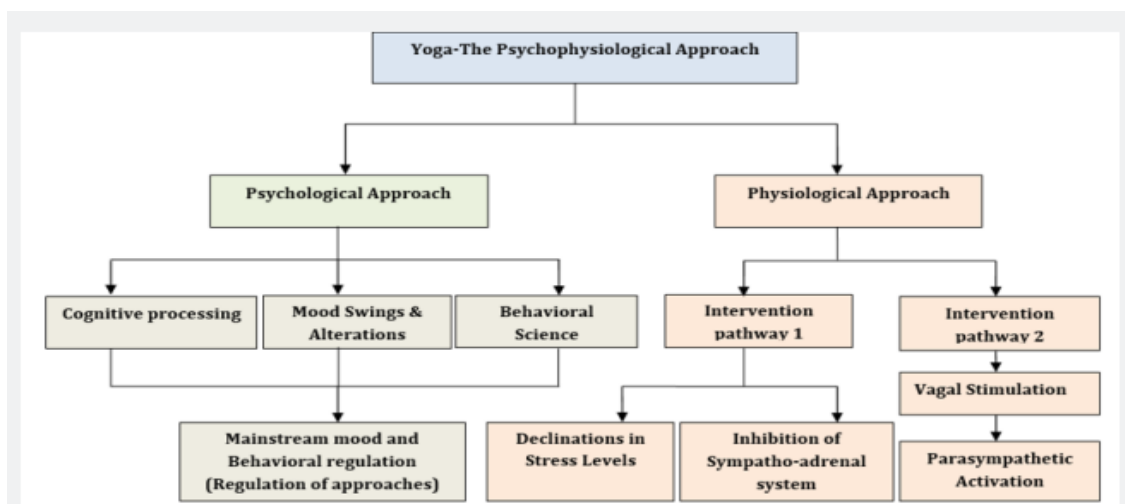 Yoga-The Psychophysiological Approach
Psychological Approach
Physiological Approach
Cognitive processing
Mood Swings &
Alterations
Behavioral
Science
Intervention
pathway 1
Intervention
pathway 2
Vagal Stimulation
Mainstream mood and
Behavioral regulation
(Regulation of approaches)
Declinations in
Stress Levels
Inhibition of
Sympatho-adrenal
system
Parasympathetic
Activation